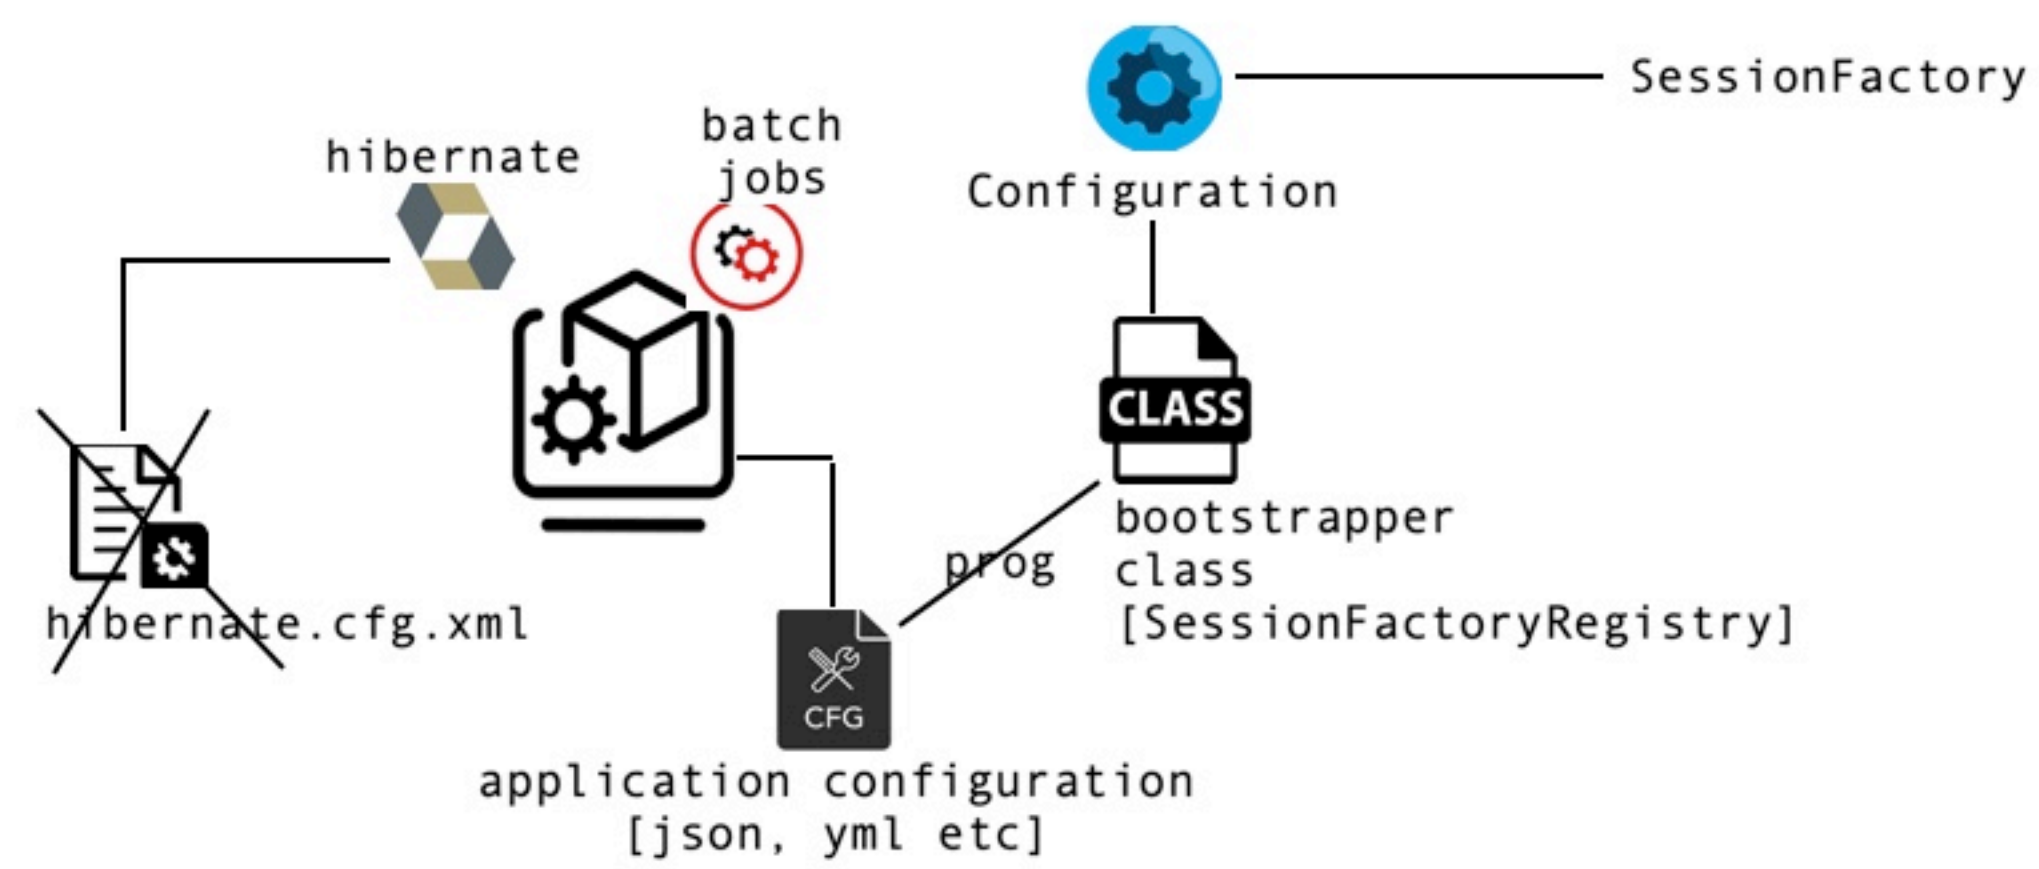 SessionFactory
batch
jobs
hibernate
Configuration
CLASS
hibernate.cfg.xml
prog
bootstrapper
class
[SessionFactoryRegistry]
CFG
application configuration
[json, yml etc]